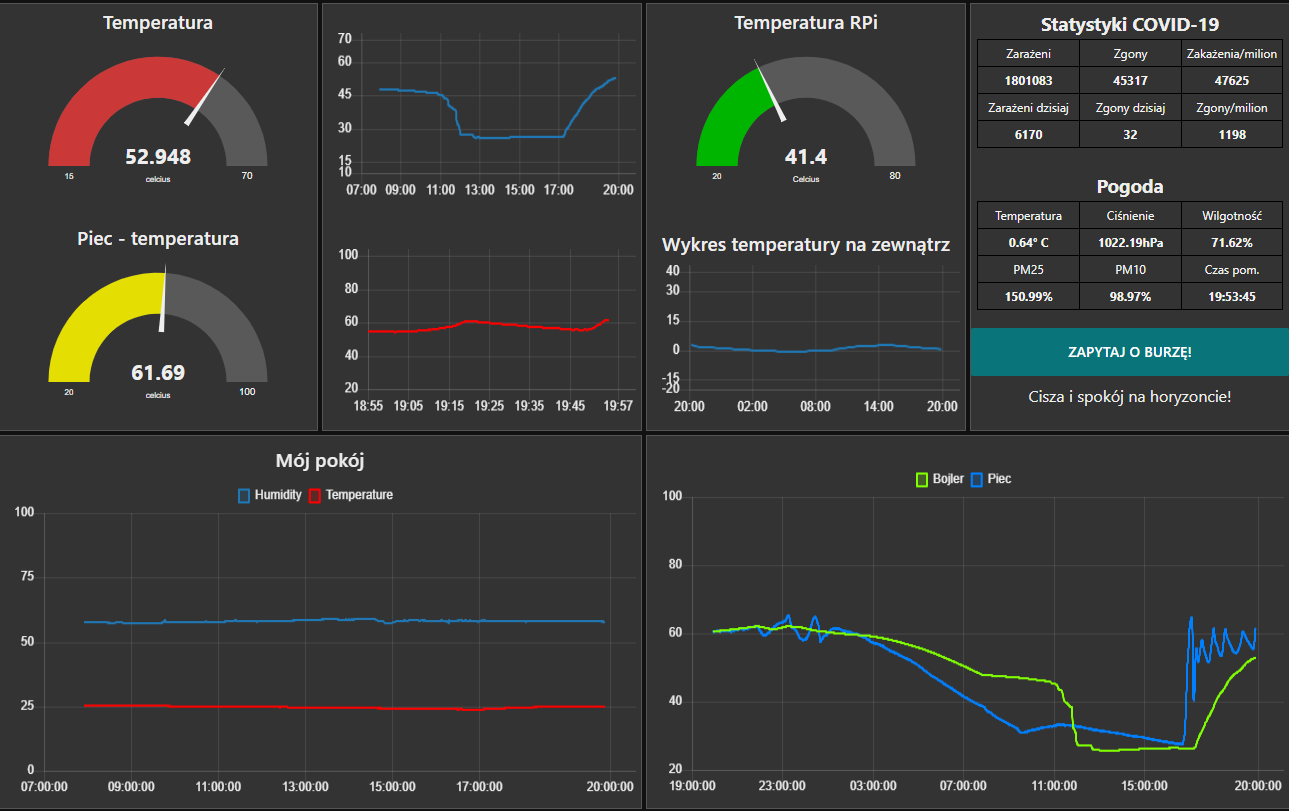 Temperatura
52.948
celcius
15
70
Piec - temperatura
61.69
celcius
20
100
70
60
45
30
15
10
07:00 09:00 11:00 13:00 15:00 17:00 20:00
100
80
60
40
20
18:55 19:05 19:15 19:25 19:35 19:45 19:57
Temperatura RPi
41.4
Celcius
20
80
Wykres temperatury na zewnątrz
40
30
15
0
-15
-20
20:00 02:00 08:00 14:00 20:00
Statystyki COVID-19
Zarażeni Zgony Zakażenia/milion
1801083 45317 47625
Zarażeni dzisiaj Zgony dzisiaj Zgony/milion
6170 32 1198
Pogoda
Temperatura Ciśnienie Wilgotność
0.64° C 1022.19hPa 71.62%
PM25 PM10 Czas pom.
150.99% 98.97% 19:53:45
ZAPYTAJ O BURZĘ!
Cisza i spokój na horyzoncie!
Mój pokój
Humidity Temperature
100
75
50
25
0
07:00:00 09:00:00 11:00:00 13:00:00 15:00:00 17:00:00 20:00:00
Bojler Piec
100
80
60
40
20
19:00:00 23:00:00 03:00:00 07:00:00 11:00:00 15:00:00 20:00:00